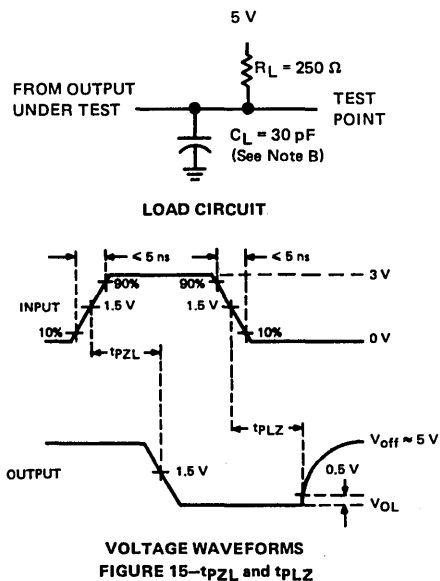 5 V
R_L = 250 Ω
FROM OUTPUT
UNDER TEST
TEST
POINT
C_L = 30 pF
(See Note B)
LOAD CIRCUIT
< 5 ns
< 5 ns
90%
90%
3 V
INPUT
1.5 V
1.5 V
10%
10%
0 V
t_PZL
t_PLZ
V_off ≈ 5 V
OUTPUT
1.5 V
0.5 V
V_OL
VOLTAGE WAVEFORMS
FIGURE 15–t_PZL and t_PLZ